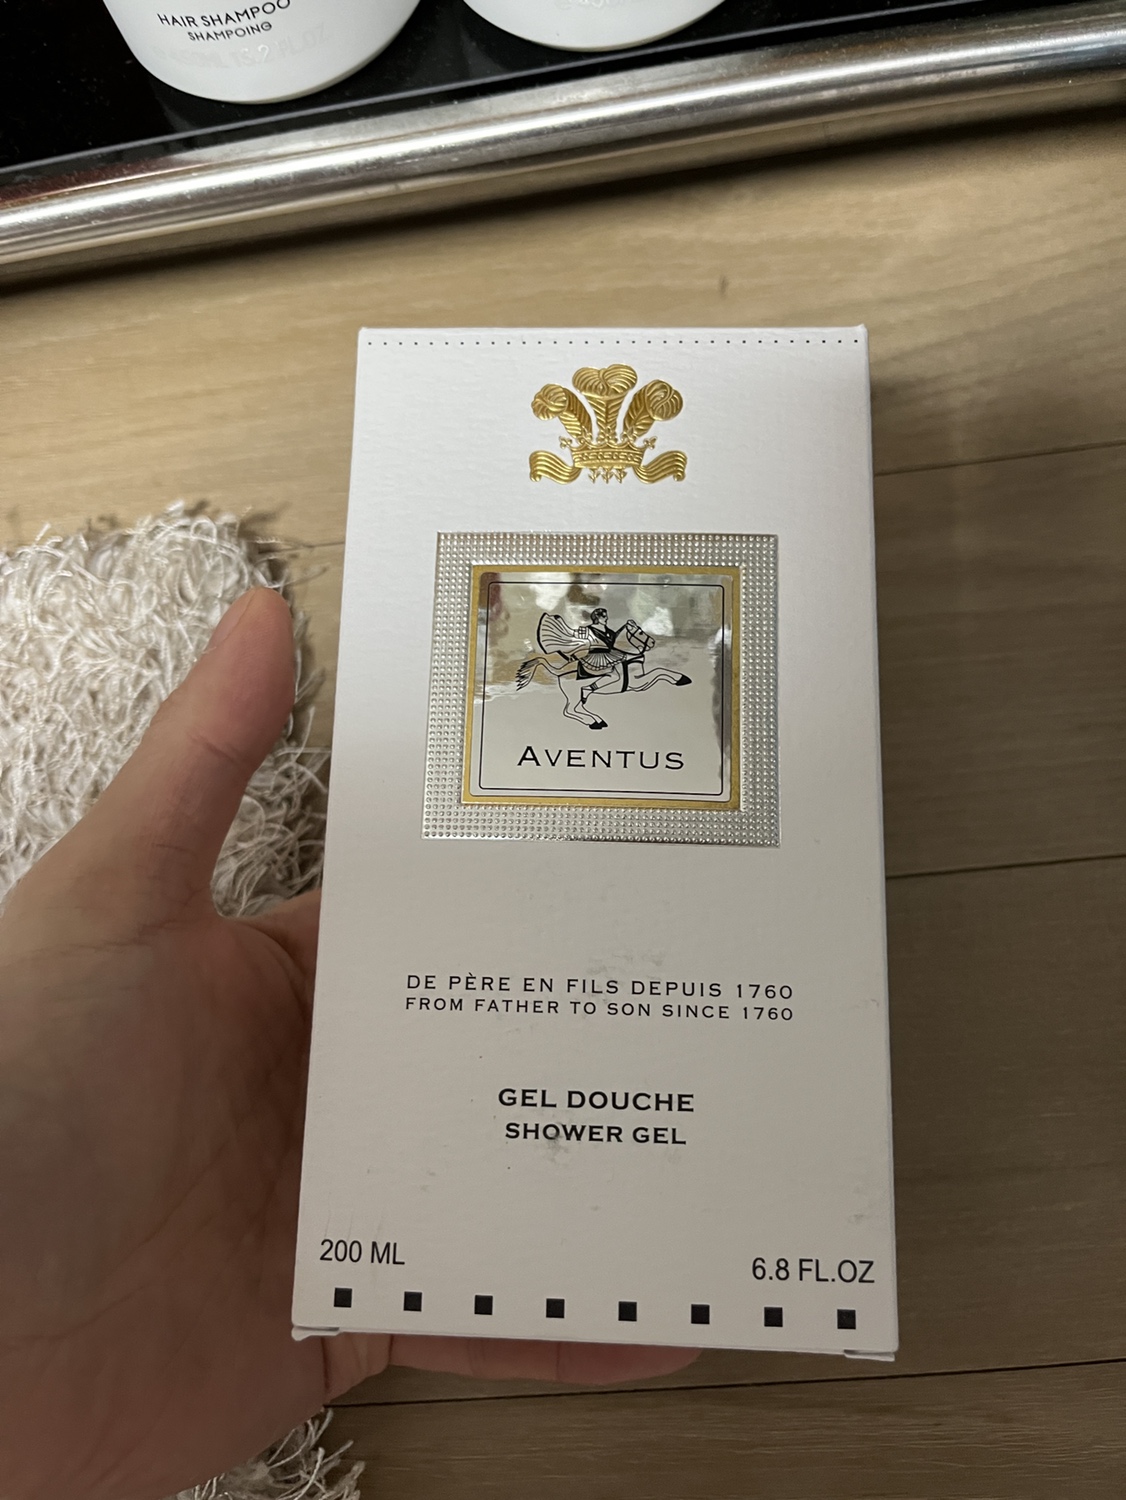 HAIR SHAMPOO
SHAMPOING
AVENTUS
DE PÈRE EN FILS DEPUIS 1760
FROM FATHER TO SON SINCE 1760
GEL DOUCHE
SHOWER GEL
200 ML
6.8 FL.OZ